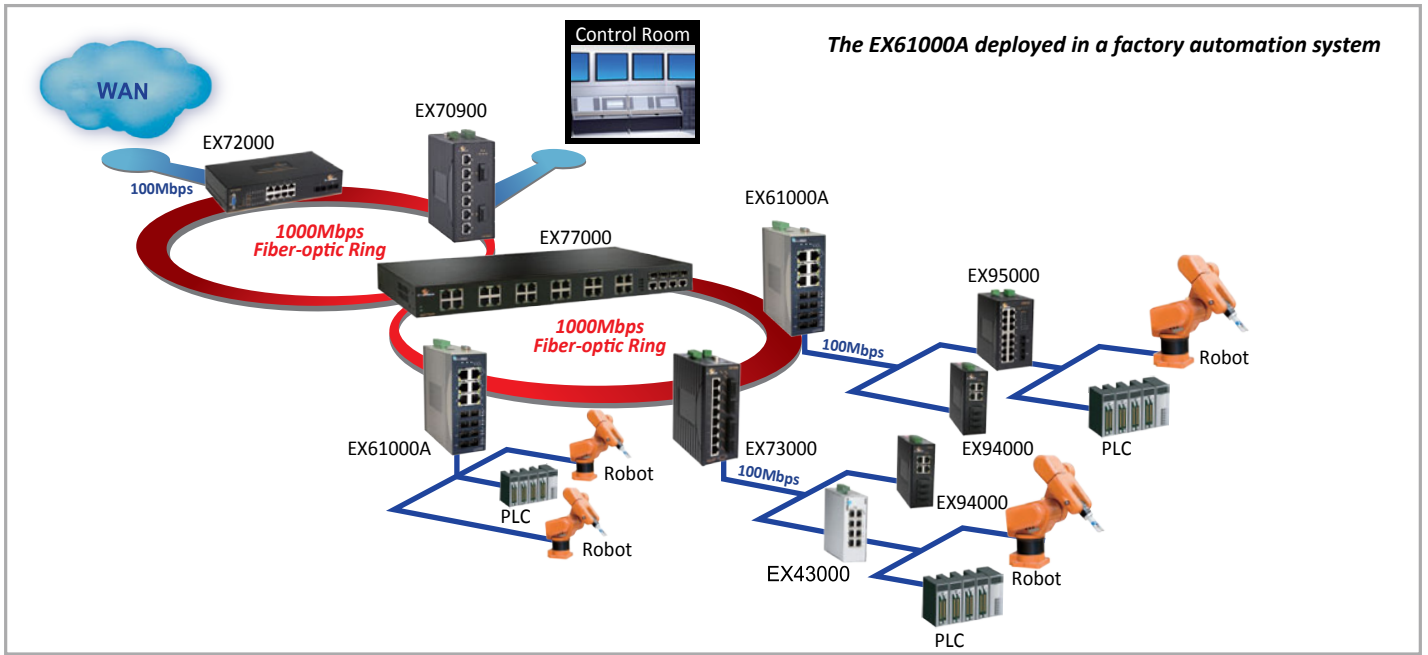 Control Room
The EX61000A deployed in a factory automation system
WAN
EX70900
EX72000
100Mbps
EX61000A
1000Mbps
Fiber-optic Ring
EX77000
EX95000
1000Mbps
Fiber-optic Ring
100Mbps
Robot
EX61000A
EX73000
EX94000
PLC
100Mbps
Robot
PLC
EX94000
Robot
EX43000
Robot
PLC